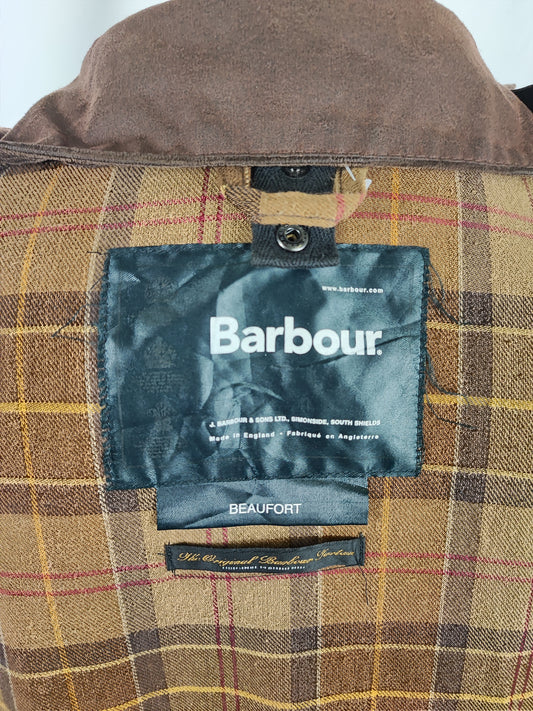 www.barbour.com
Barbour.
J. BARBOUR & SONS LTD., SIMONSIDE, SOUTH SHIELDS
Made in England - Fabriqué en Angleterre
BEAUFORT
The Original Barbour